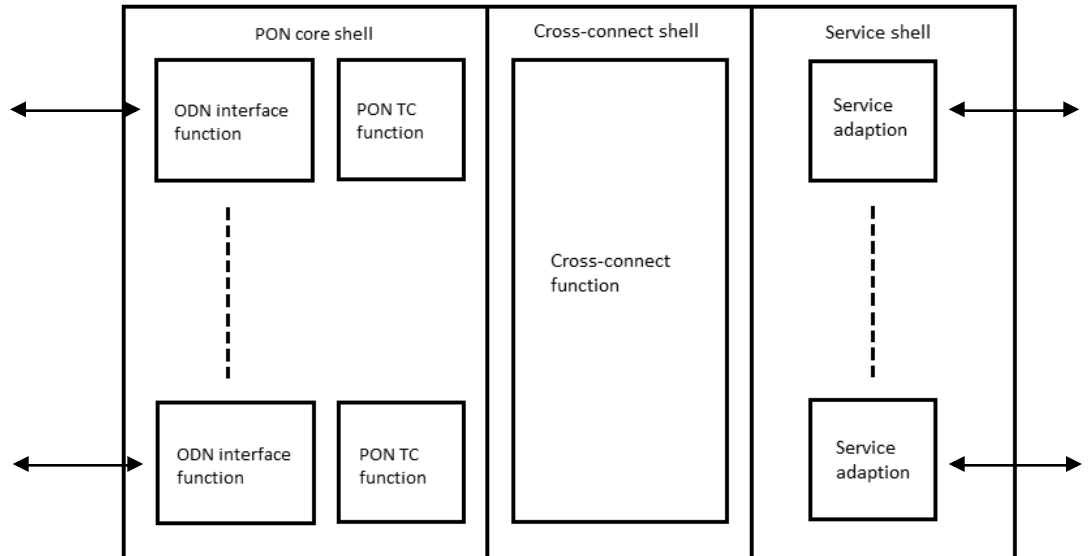 PON core shell
Cross-connect shell
Service shell
ODN interface
function
PON TC
function
Service
adaption
Cross-connect
function
ODN interface
function
PON TC
function
Service
adaption